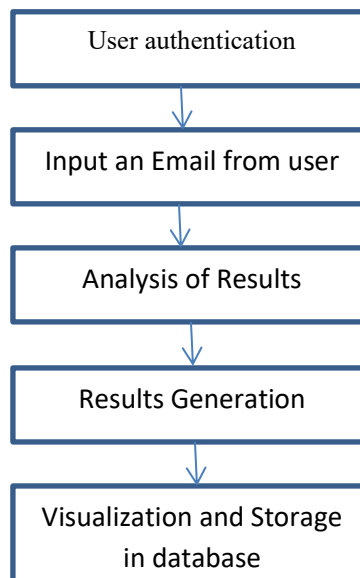 User authentication
Input an Email from user
Analysis of Results
Results Generation
Visualization and Storage
in database